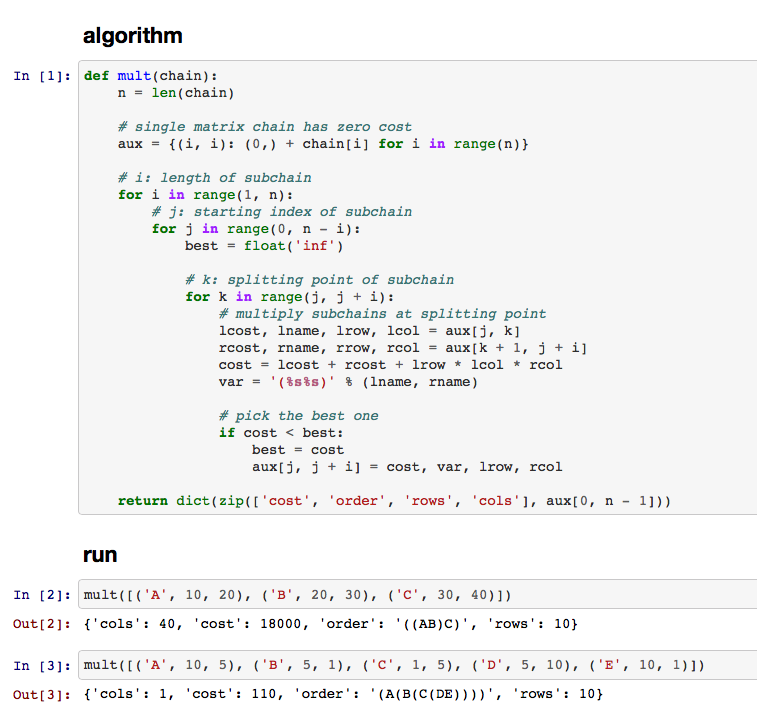 algorithm
In [1]: def mult(chain):
    n = len(chain)

    # single matrix chain has zero cost
    aux = {(i, i): (0,) + chain[i] for i in range(n)}

    # i: length of subchain
    for i in range(1, n):
        # j: starting index of subchain
        for j in range(0, n - i):
            best = float('inf')

            # k: splitting point of subchain
            for k in range(j, j + i):
                # multiply subchains at splitting point
                lcost, lname, lrow, lcol = aux[j, k]
                rcost, rname, rrow, rcol = aux[k + 1, j + i]
                cost = lcost + rcost + lrow * lcol * rcol
                var = '(%s%s)' % (lname, rname)

                # pick the best one
                if cost < best:
                    best = cost
                    aux[j, j + i] = cost, var, lrow, rcol

    return dict(zip(['cost', 'order', 'rows', 'cols'], aux[0, n - 1]))
run
In [2]: mult([('A', 10, 20), ('B', 20, 30), ('C', 30, 40)])
Out[2]: {'cols': 40, 'cost': 18000, 'order': '((AB)C)', 'rows': 10}
In [3]: mult([('A', 10, 5), ('B', 5, 1), ('C', 1, 5), ('D', 5, 10), ('E', 10, 1)])
Out[3]: {'cols': 1, 'cost': 110, 'order': '(A(B(C(DE))))', 'rows': 10}